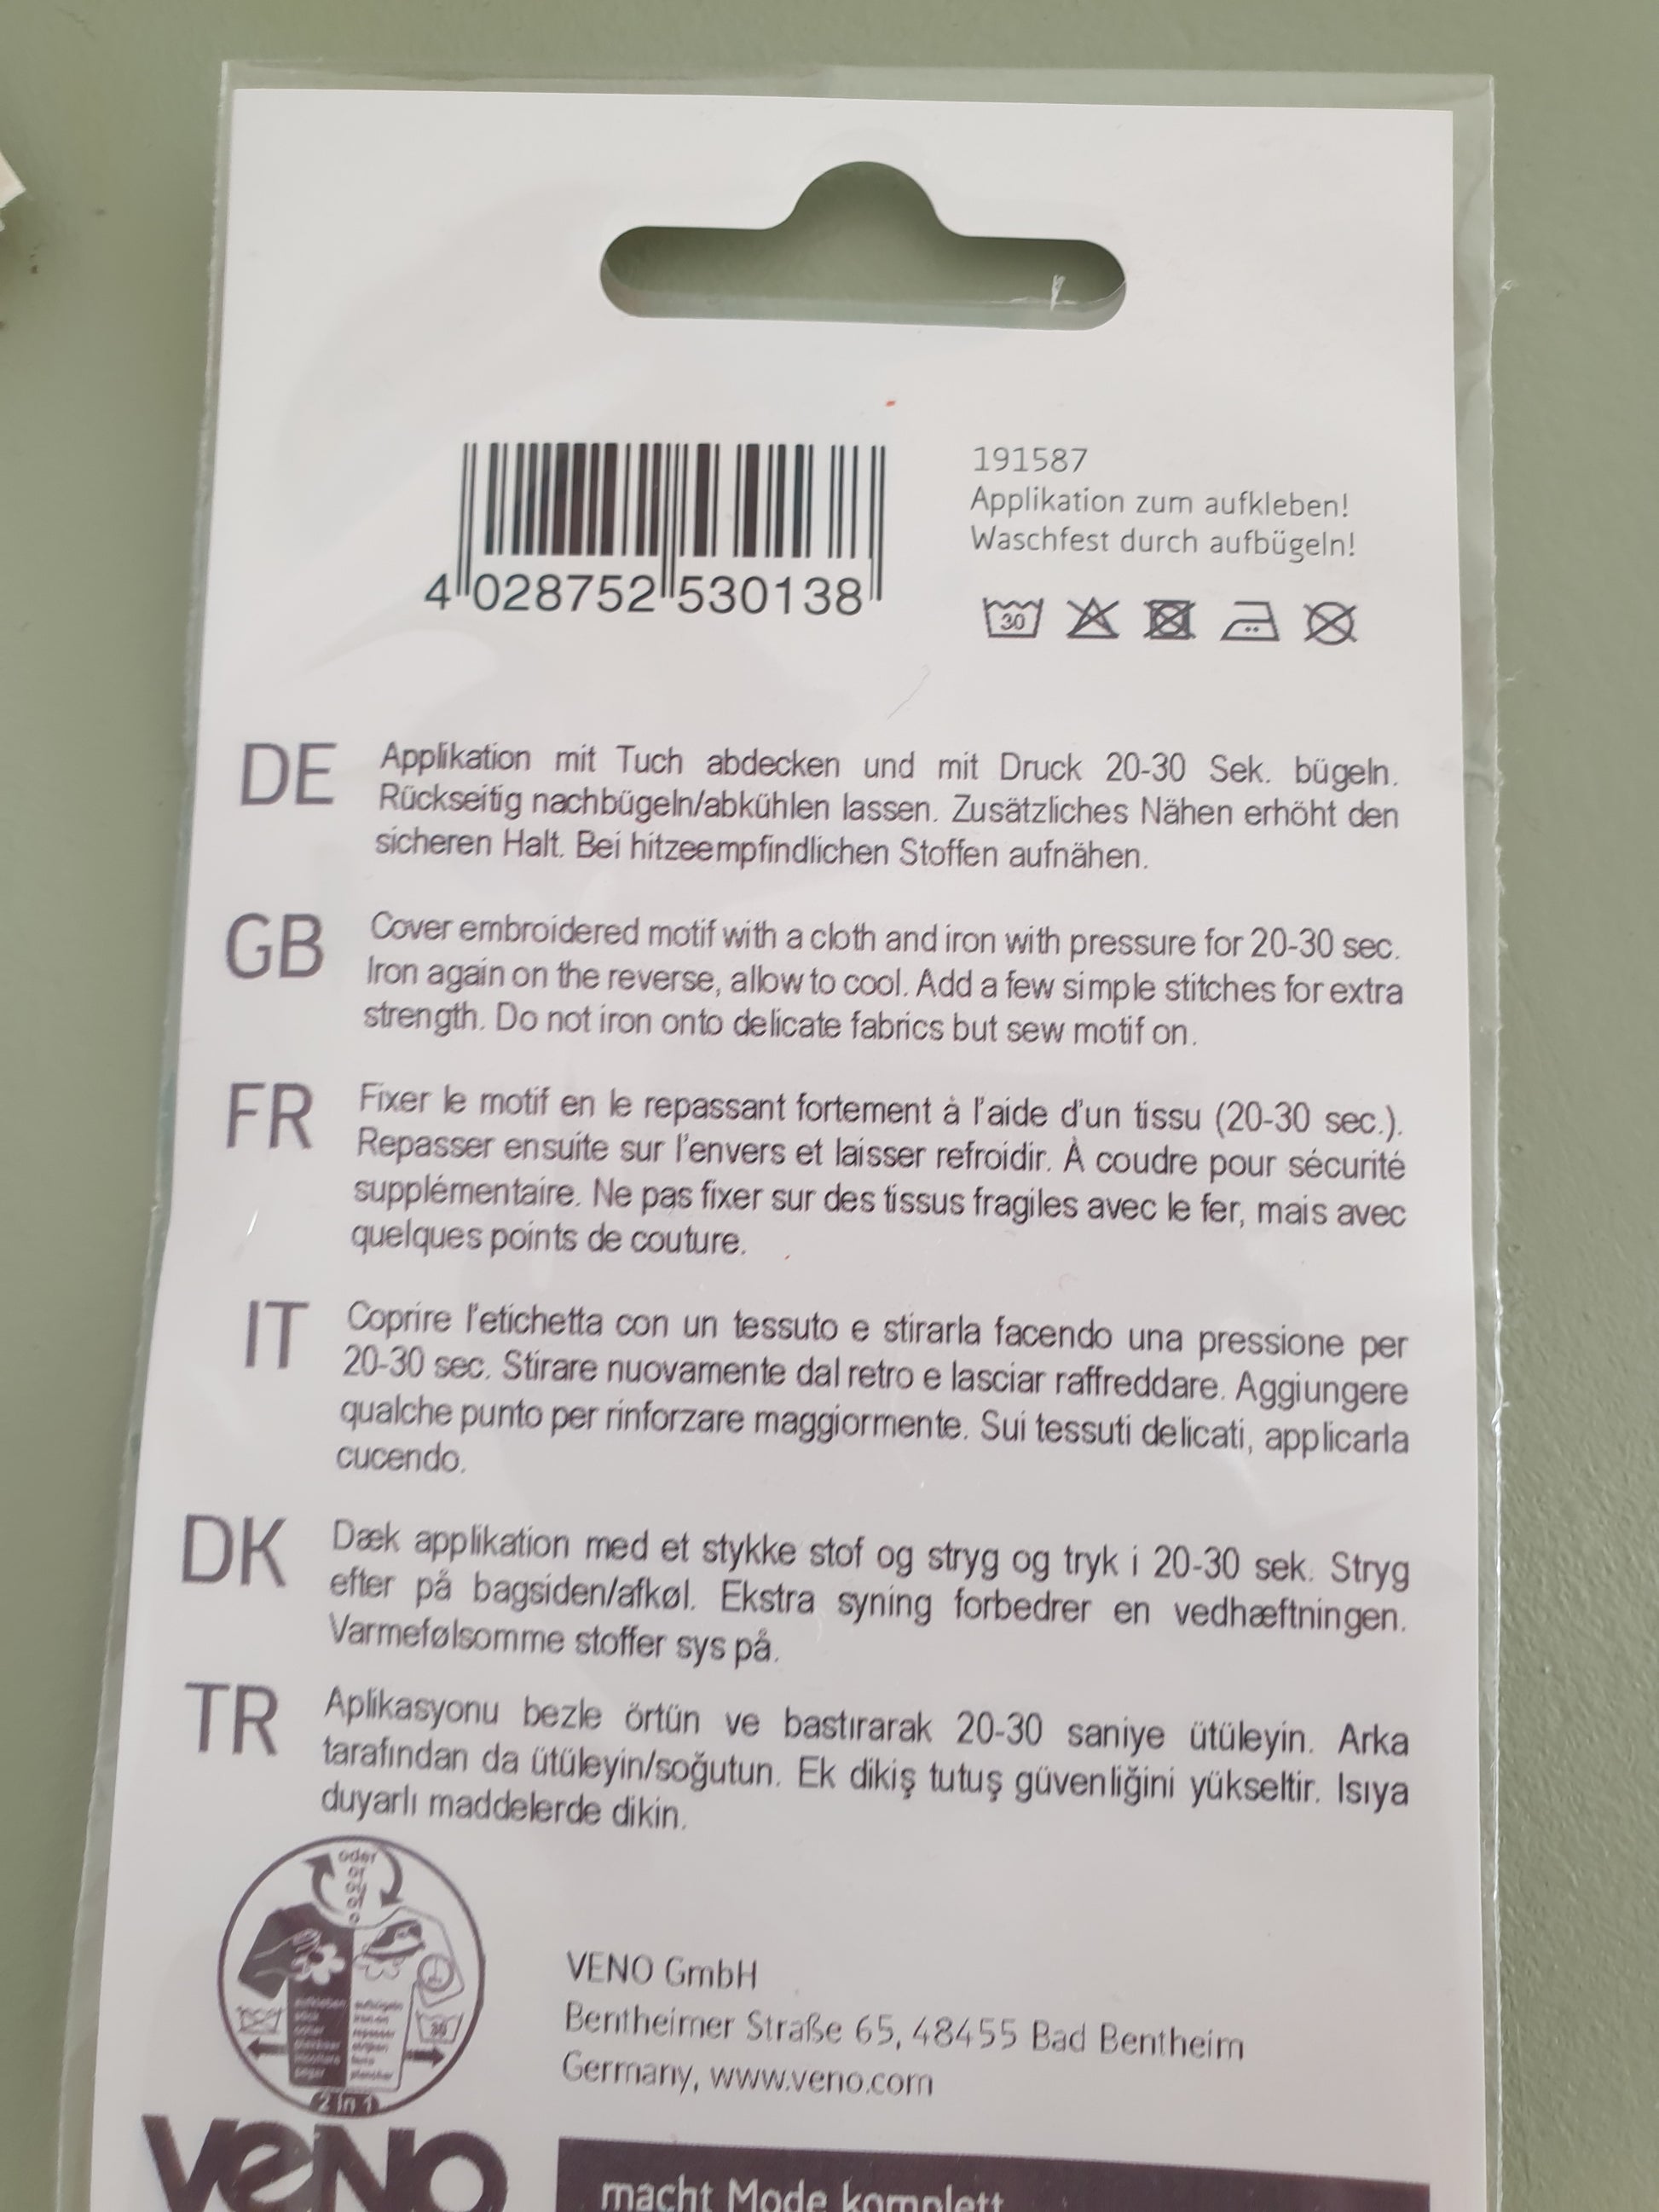 191587
Applikation zum aufkleben!
Waschfest durch aufbügeln!
4 028752 530138
30
DE
Applikation mit Tuch abdecken und mit Druck 20-30 Sek. bügeln.
Rückseitig nachbügeln/abkühlen lassen. Zusätzliches Nähen erhöht den
sicheren Halt. Bei hitzeempfindlichen Stoffen aufnähen.
GB
Cover embroidered motif with a cloth and iron with pressure for 20-30 sec.
Iron again on the reverse, allow to cool. Add a few simple stitches for extra
strength. Do not iron onto delicate fabrics but sew motif on.
FR
Fixer le motif en le repassant fortement à l'aide d'un tissu (20-30 sec.).
Repasser ensuite sur l'envers et laisser refroidir. À coudre pour sécurité
supplémentaire. Ne pas fixer sur des tissus fragiles avec le fer, mais avec
quelques points de couture.
IT
Coprire l'etichetta con un tessuto e stirarla facendo una pressione per
20-30 sec. Stirare nuovamente dal retro e lasciar raffreddare. Aggiungere
qualche punto per rinforzare maggiormente. Sui tessuti delicati, applicarla
cucendo.
DK
Dæk applikation med et stykke stof og stryg og tryk i 20-30 sek. Stryg
efter på bagsiden/afkøl. Ekstra syning forbedrer en vedhæftningen.
Varmefølsomme stoffer sys på.
TR
Aplikasyonu bezle örtün ve bastırarak 20-30 saniye ütüleyin. Arka
tarafından da ütüleyin/soğutun. Ek dikiş tutuş güvenliğini yükseltir. Isıya
duyarlı maddelerde dikin.
oder
or
ou
of
o
30
2 in 1
VENO GmbH
Bentheimer Straße 65, 48455 Bad Bentheim
Germany, www.veno.com
VENO
macht Mode komplett